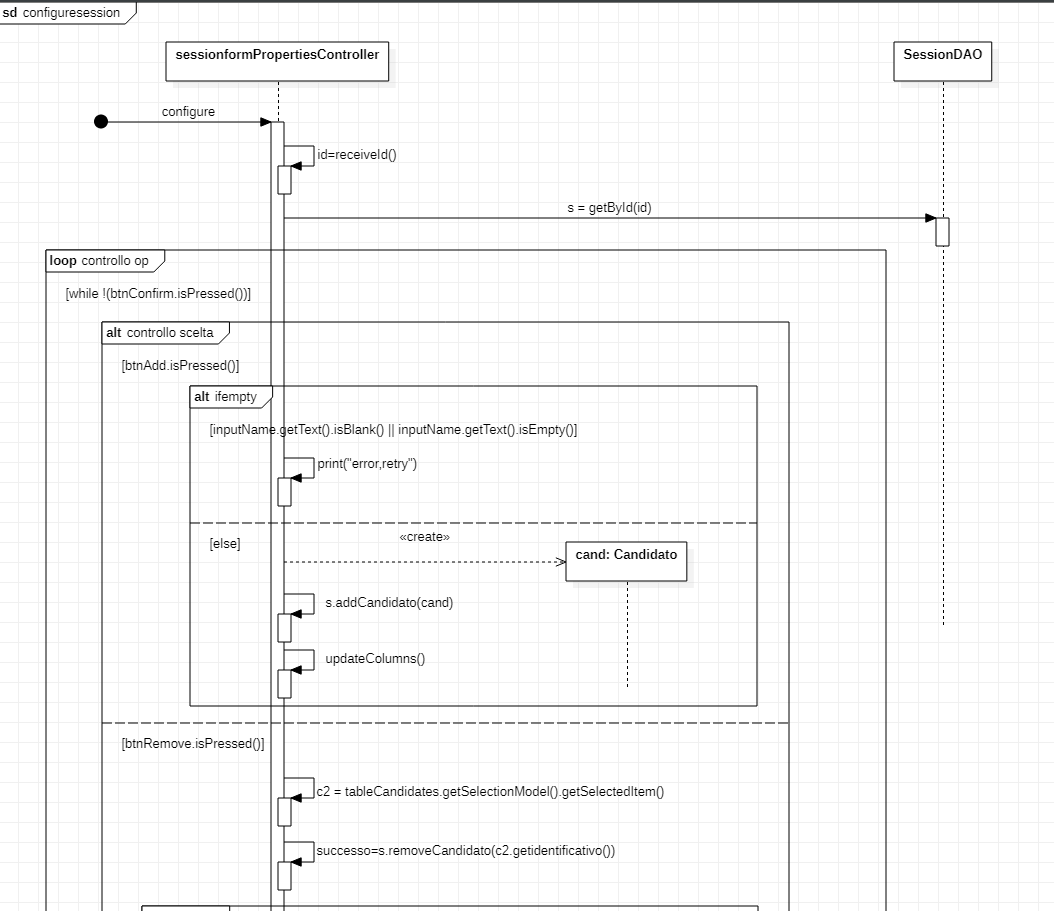 sd configuresession
sessionformPropertiesController
SessionDAO
configure
id=receiveId()
s = getById(id)
loop controllo op
[while !(btnConfirm.isPressed())]
alt controllo scelta
[btnAdd.isPressed()]
alt ifempty
[inputName.getText().isBlank() || inputName.getText().isEmpty()]
print("error,retry")
«create»
[else]
cand: Candidato
s.addCandidato(cand)
updateColumns()
[btnRemove.isPressed()]
c2 = tableCandidates.getSelectionModel().getSelectedItem()
successo=s.removeCandidato(c2.getidentificativo())